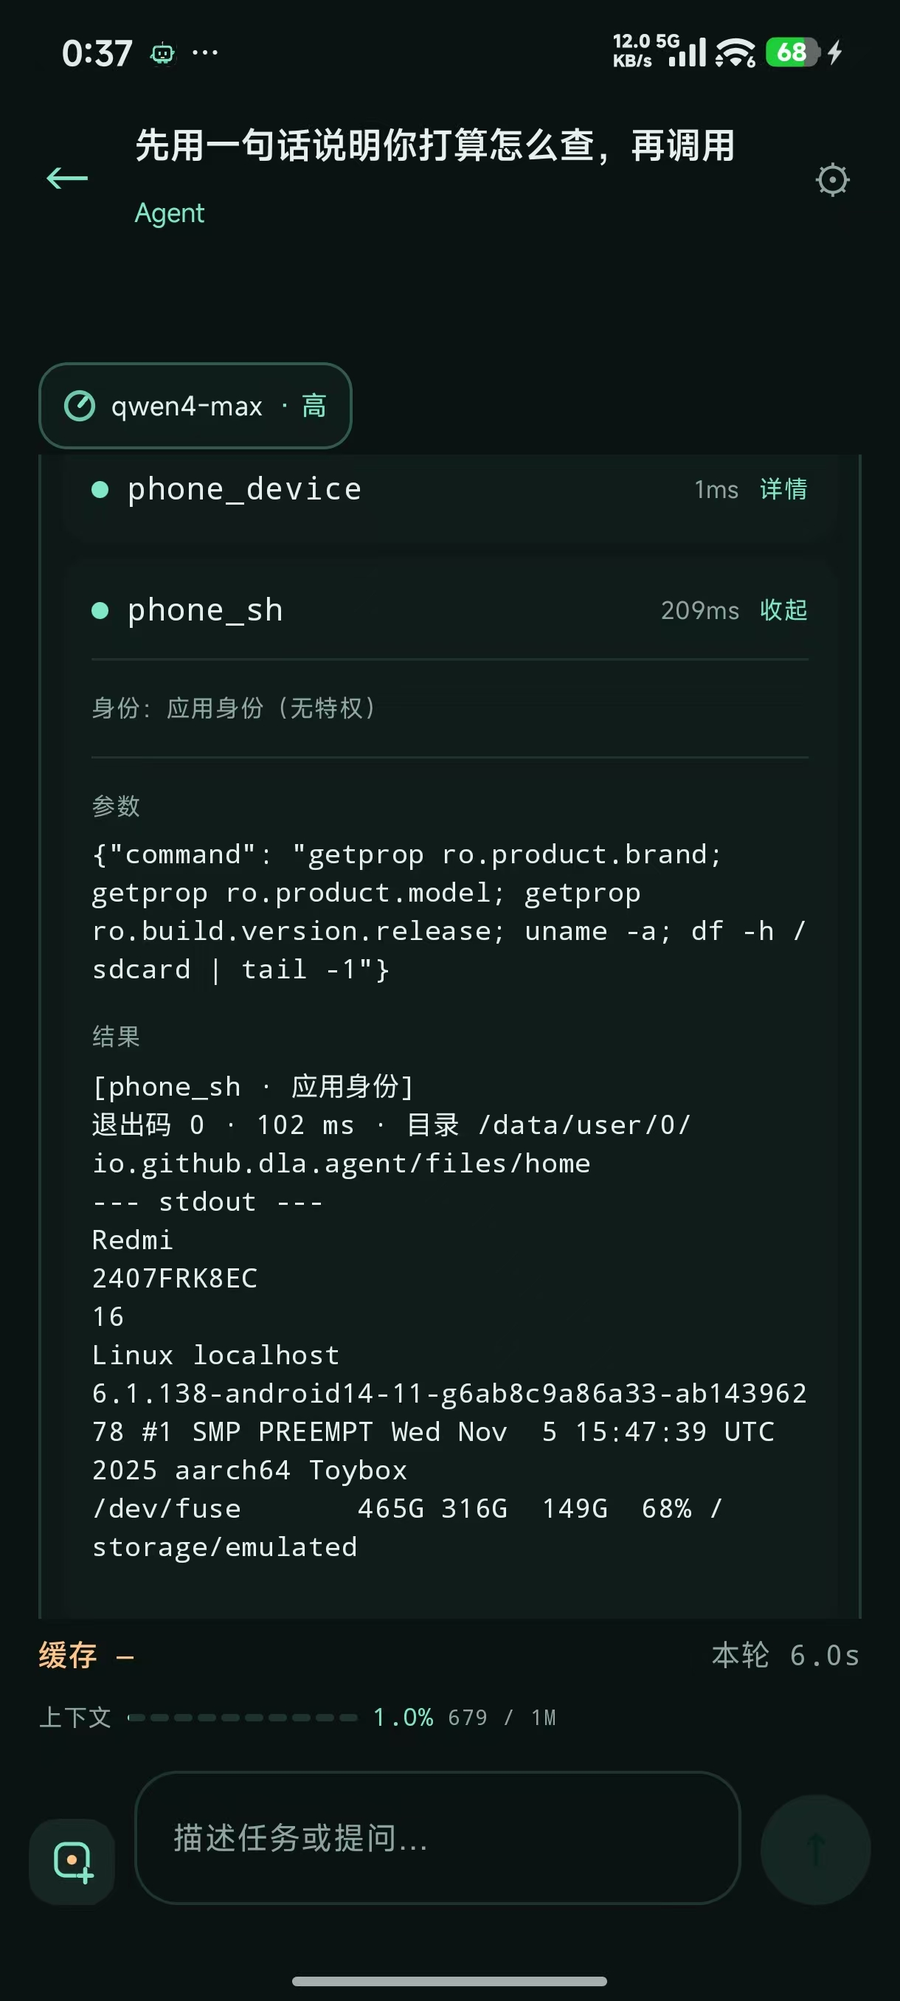 0:37 ··· 12.0 KB/s 5G 6 68
先用一句话说明你打算怎么查，再调用
Agent
qwen4-max · 高
phone_device 1ms 详情
phone_sh 209ms 收起
身份：应用身份（无特权）
参数
{"command": "getprop ro.product.brand;
getprop ro.product.model; getprop
ro.build.version.release; uname -a; df -h /
sdcard | tail -1"}
结果
[phone_sh · 应用身份]
退出码 0 · 102 ms · 目录 /data/user/0/
io.github.dla.agent/files/home
--- stdout ---
Redmi
2407FRK8EC
16
Linux localhost
6.1.138-android14-11-g6ab8c9a86a33-ab143962
78 #1 SMP PREEMPT Wed Nov  5 15:47:39 UTC
2025 aarch64 Toybox
/dev/fuse       465G 316G  149G  68% /
storage/emulated
缓存 — 本轮 6.0s
上下文 1.0% 679 / 1M
描述任务或提问...